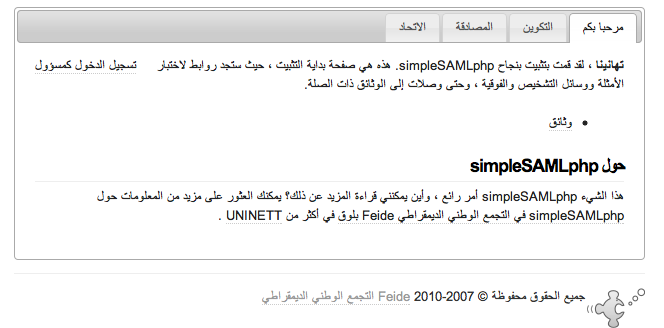 مرحبا بكم
التكوين
المصادقة
الاتحاد
تهانينا ، لقد قمت بتثبيت بنجاح simpleSAMLphp. هذه هي صفحة بداية التثبيت ، حيث ستجد روابط لاختبار
تسجيل الدخول كمسؤول
الأمثلة ووسائل التشخيص والفوقية ، وحتى وصلات إلى الوثائق ذات الصلة.
• وثائق
حول simpleSAMLphp
هذا الشيء simpleSAMLphp أمر رائع ، وأين يمكنني قراءة المزيد عن ذلك؟ يمكنك العثور على مزيد من المعلومات حول
simpleSAMLphp في التجمع الوطني الديمقراطي Feide بلوق في أكثر من UNINETT .
جميع الحقوق محفوظة © 2007-2010 Feide التجمع الوطني الديمقراطي